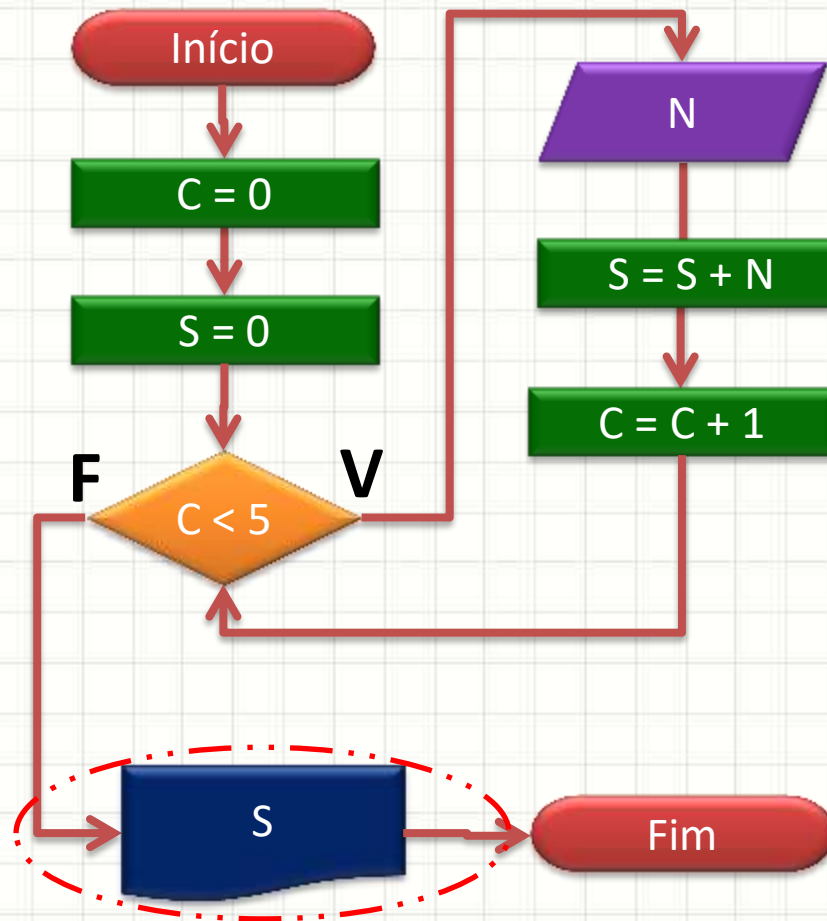 Início
C = 0
S = 0
F
V
C < 5
N
S = S + N
C = C + 1
S
Fim